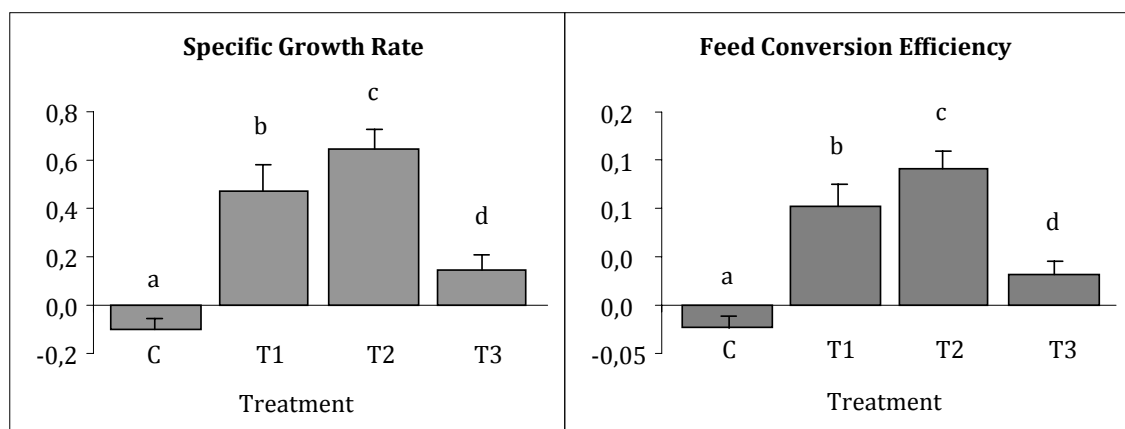 Specific Growth Rate
0,8
0,6
0,4
0,2
0,0
-0,2
a
b
c
d
C
T1
T2
T3
Treatment
Feed Conversion Efficiency
0,2
0,1
0,1
0,0
0,0
-0,05
a
b
c
d
C
T1
T2
T3
Treatment